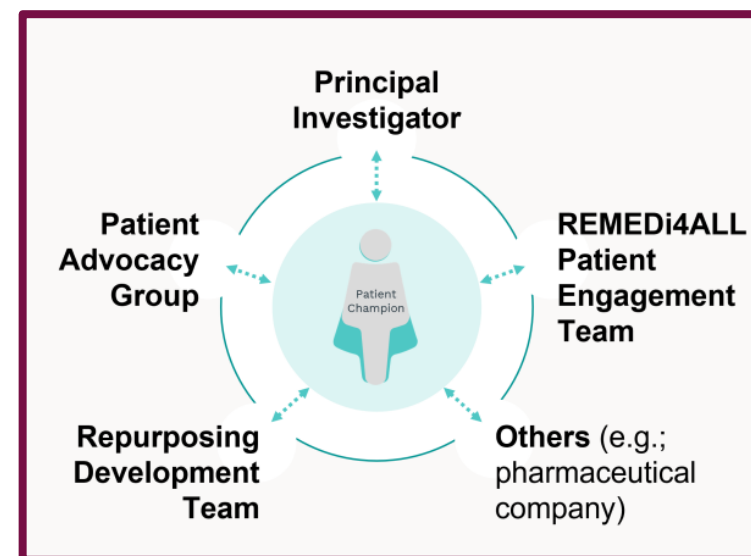 Principal
Investigator
Patient
Advocacy
Group
REMEDi4ALL
Patient
Engagement
Team
Patient
Champion
Repurposing
Development
Team
Others (e.g.;
pharmaceutical
company)